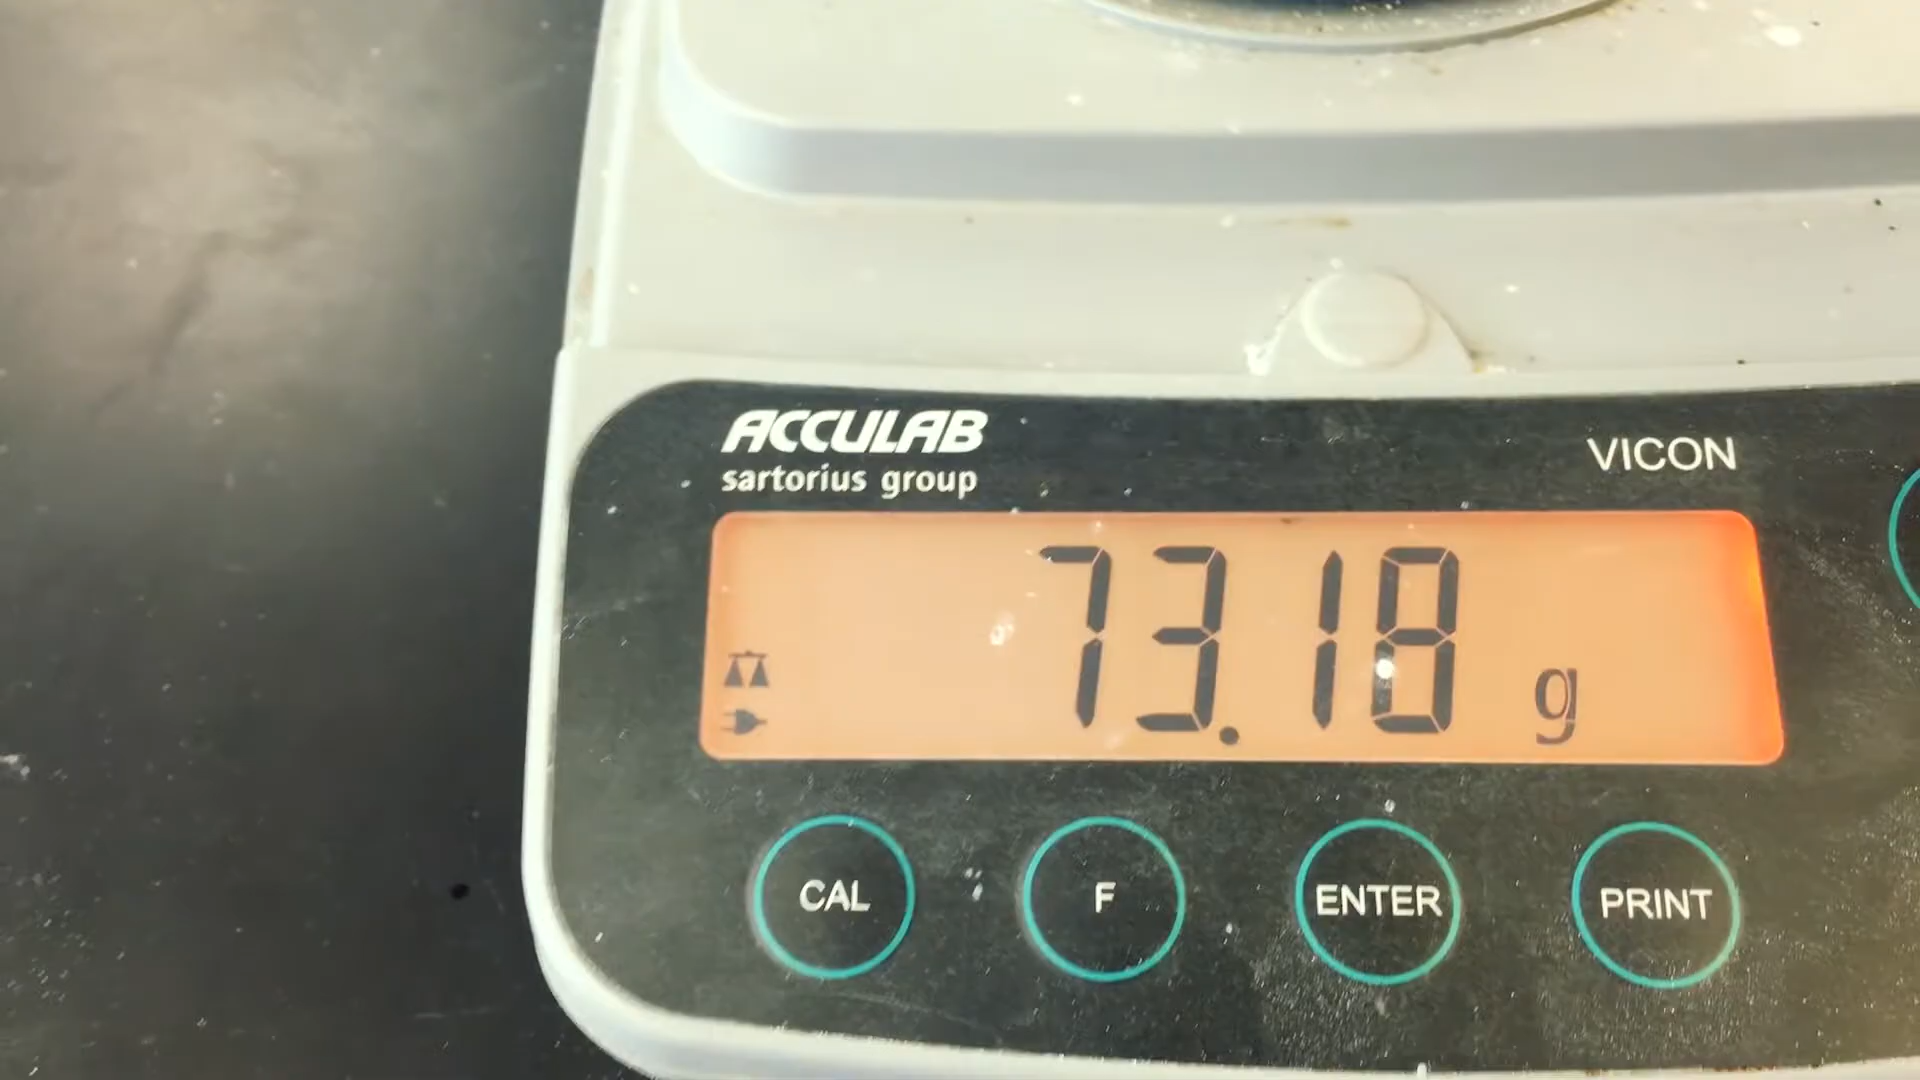 ACCULAB
sartorius group
VICON
73.18 g
CAL
F
ENTER
PRINT